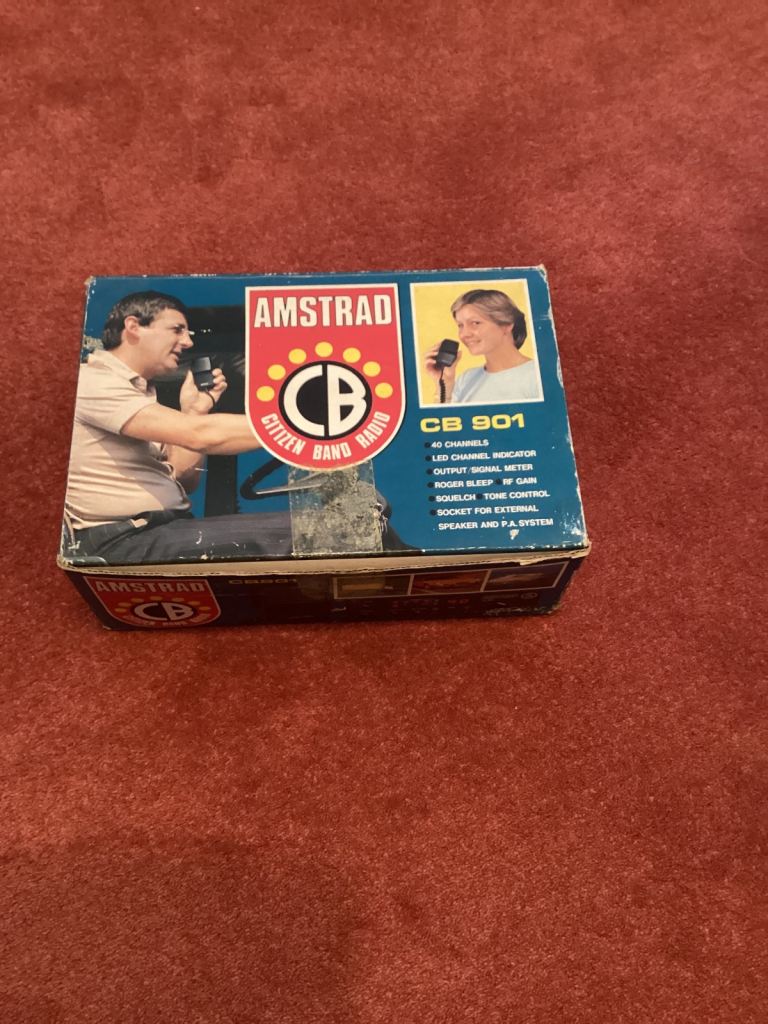 AMSTRAD
CB
CITIZEN BAND RADIO
CB 901
40 CHANNELS
LED CHANNEL INDICATOR
OUTPUT/SIGNAL METER
ROGER BLEEP RF GAIN
SQUELCH TONE CONTROL
SOCKET FOR EXTERNAL
SPEAKER AND P.A. SYSTEM
AMSTRAD
CB901
CB